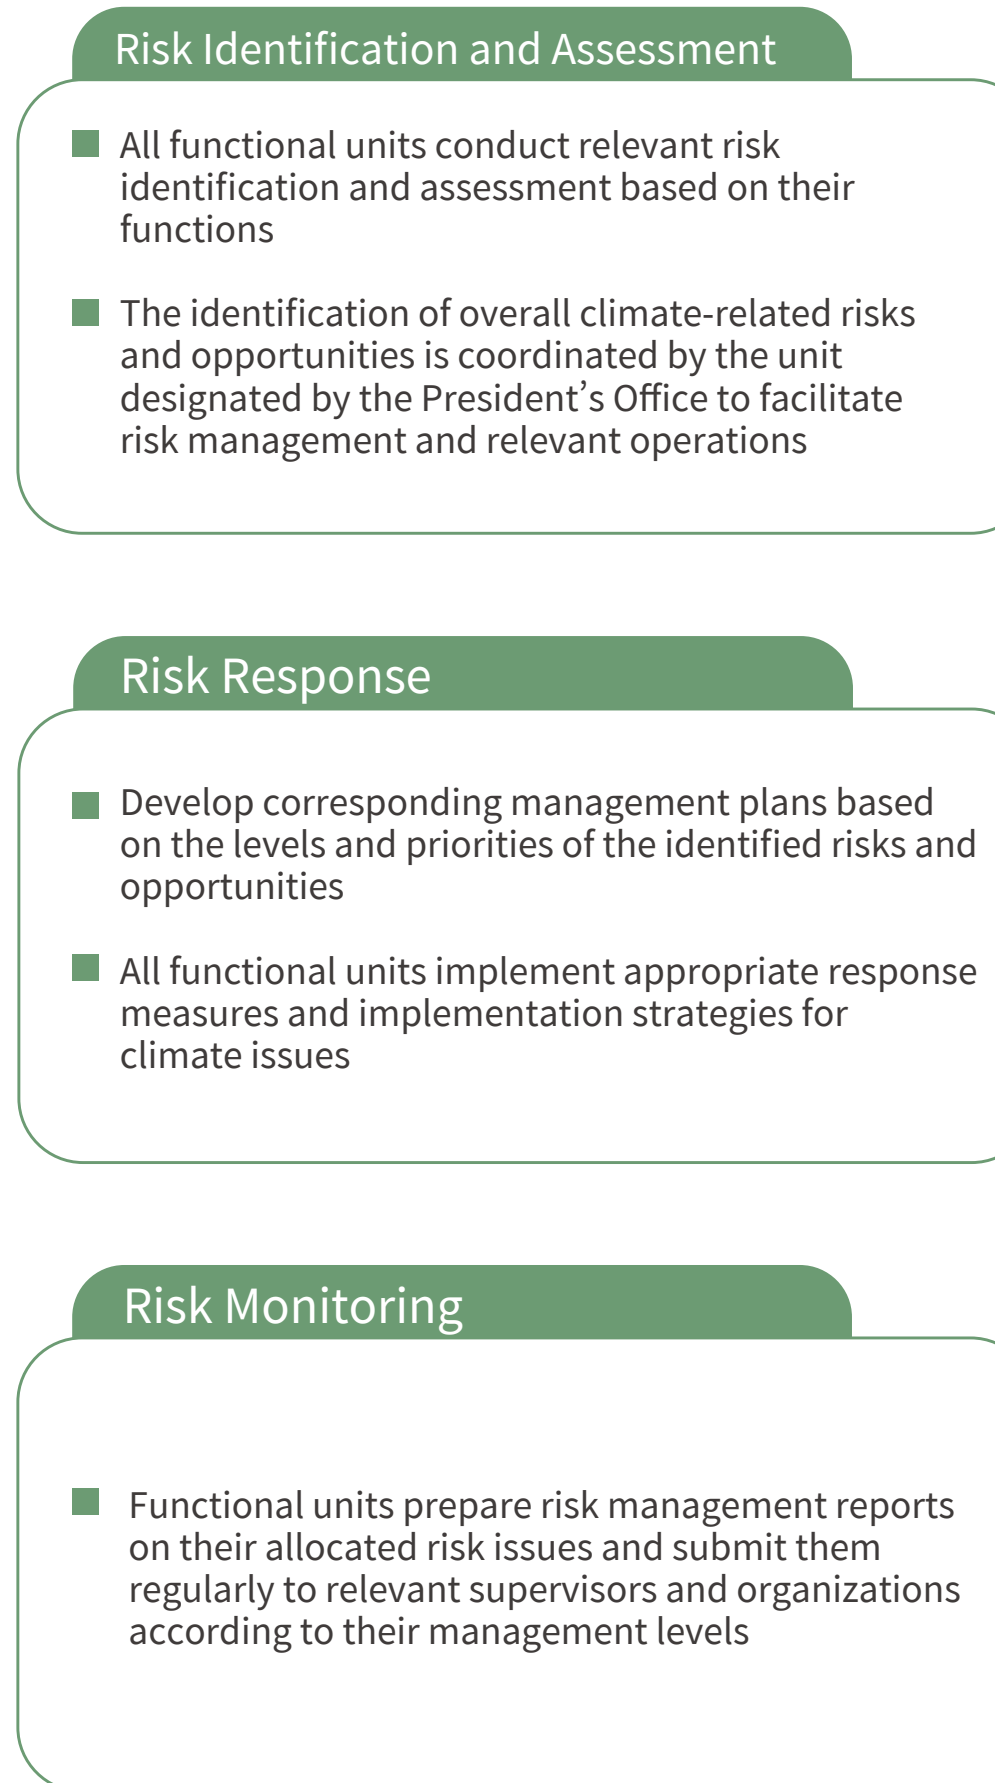 Risk Identification and Assessment
All functional units conduct relevant risk
identification and assessment based on their
functions
The identification of overall climate-related risks
and opportunities is coordinated by the unit
designated by the President’s Office to facilitate
risk management and relevant operations
Risk Response
Develop corresponding management plans based
on the levels and priorities of the identified risks and
opportunities
All functional units implement appropriate response
measures and implementation strategies for
climate issues
Risk Monitoring
Functional units prepare risk management reports
on their allocated risk issues and submit them
regularly to relevant supervisors and organizations
according to their management levels